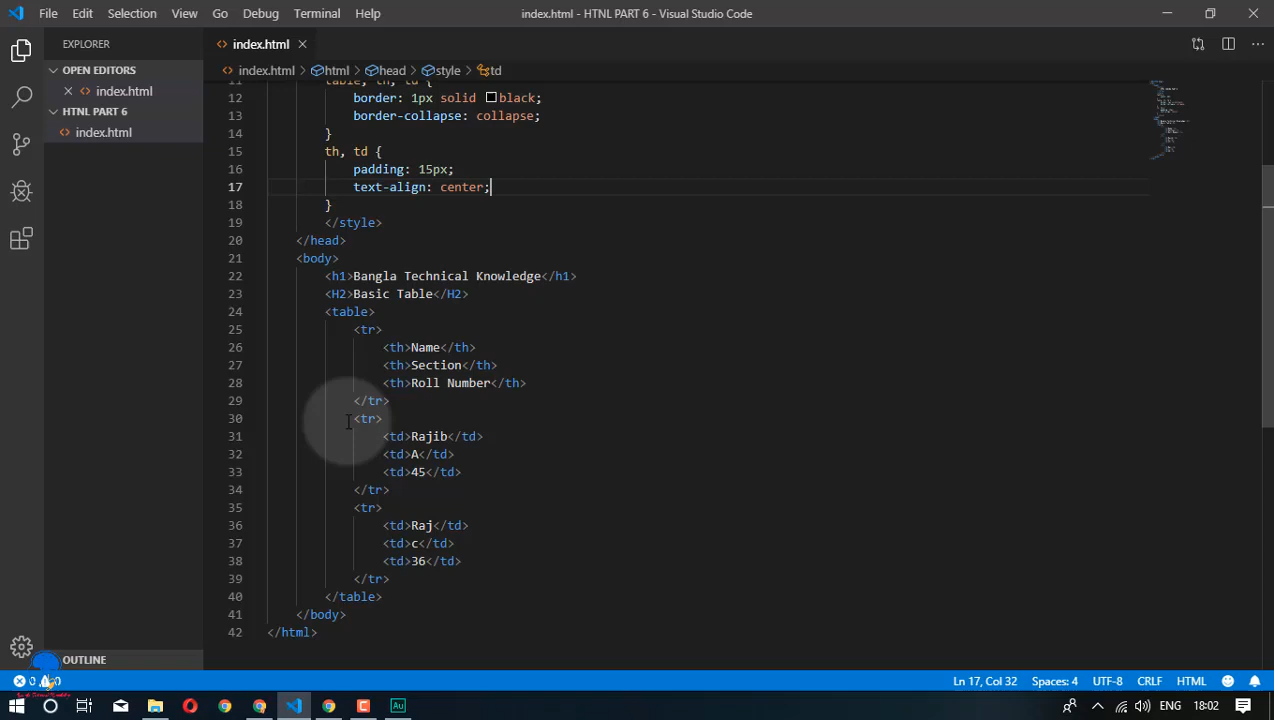 File Edit Selection View Go Debug Terminal Help
index.html - HTNL PART 6 - Visual Studio Code
EXPLORER
OPEN EDITORS
index.html
HTNL PART 6
index.html
OUTLINE
index.html
index.html html head style td
11 table, th, td {
12 border: 1px solid black;
13 border-collapse: collapse;
14 }
15 th, td {
16 padding: 15px;
17 text-align: center;
18 }
19 </style>
20 </head>
21 <body>
22 <h1>Bangla Technical Knowledge</h1>
23 <H2>Basic Table</H2>
24 <table>
25 <tr>
26 <th>Name</th>
27 <th>Section</th>
28 <th>Roll Number</th>
29 </tr>
30 <tr>
31 <td>Rajib</td>
32 <td>A</td>
33 <td>45</td>
34 </tr>
35 <tr>
36 <td>Raj</td>
37 <td>c</td>
38 <td>36</td>
39 </tr>
40 </table>
41 </body>
42 </html>
0 0 Ln 17, Col 32 Spaces: 4 UTF-8 CRLF HTML
Au ENG 18:02